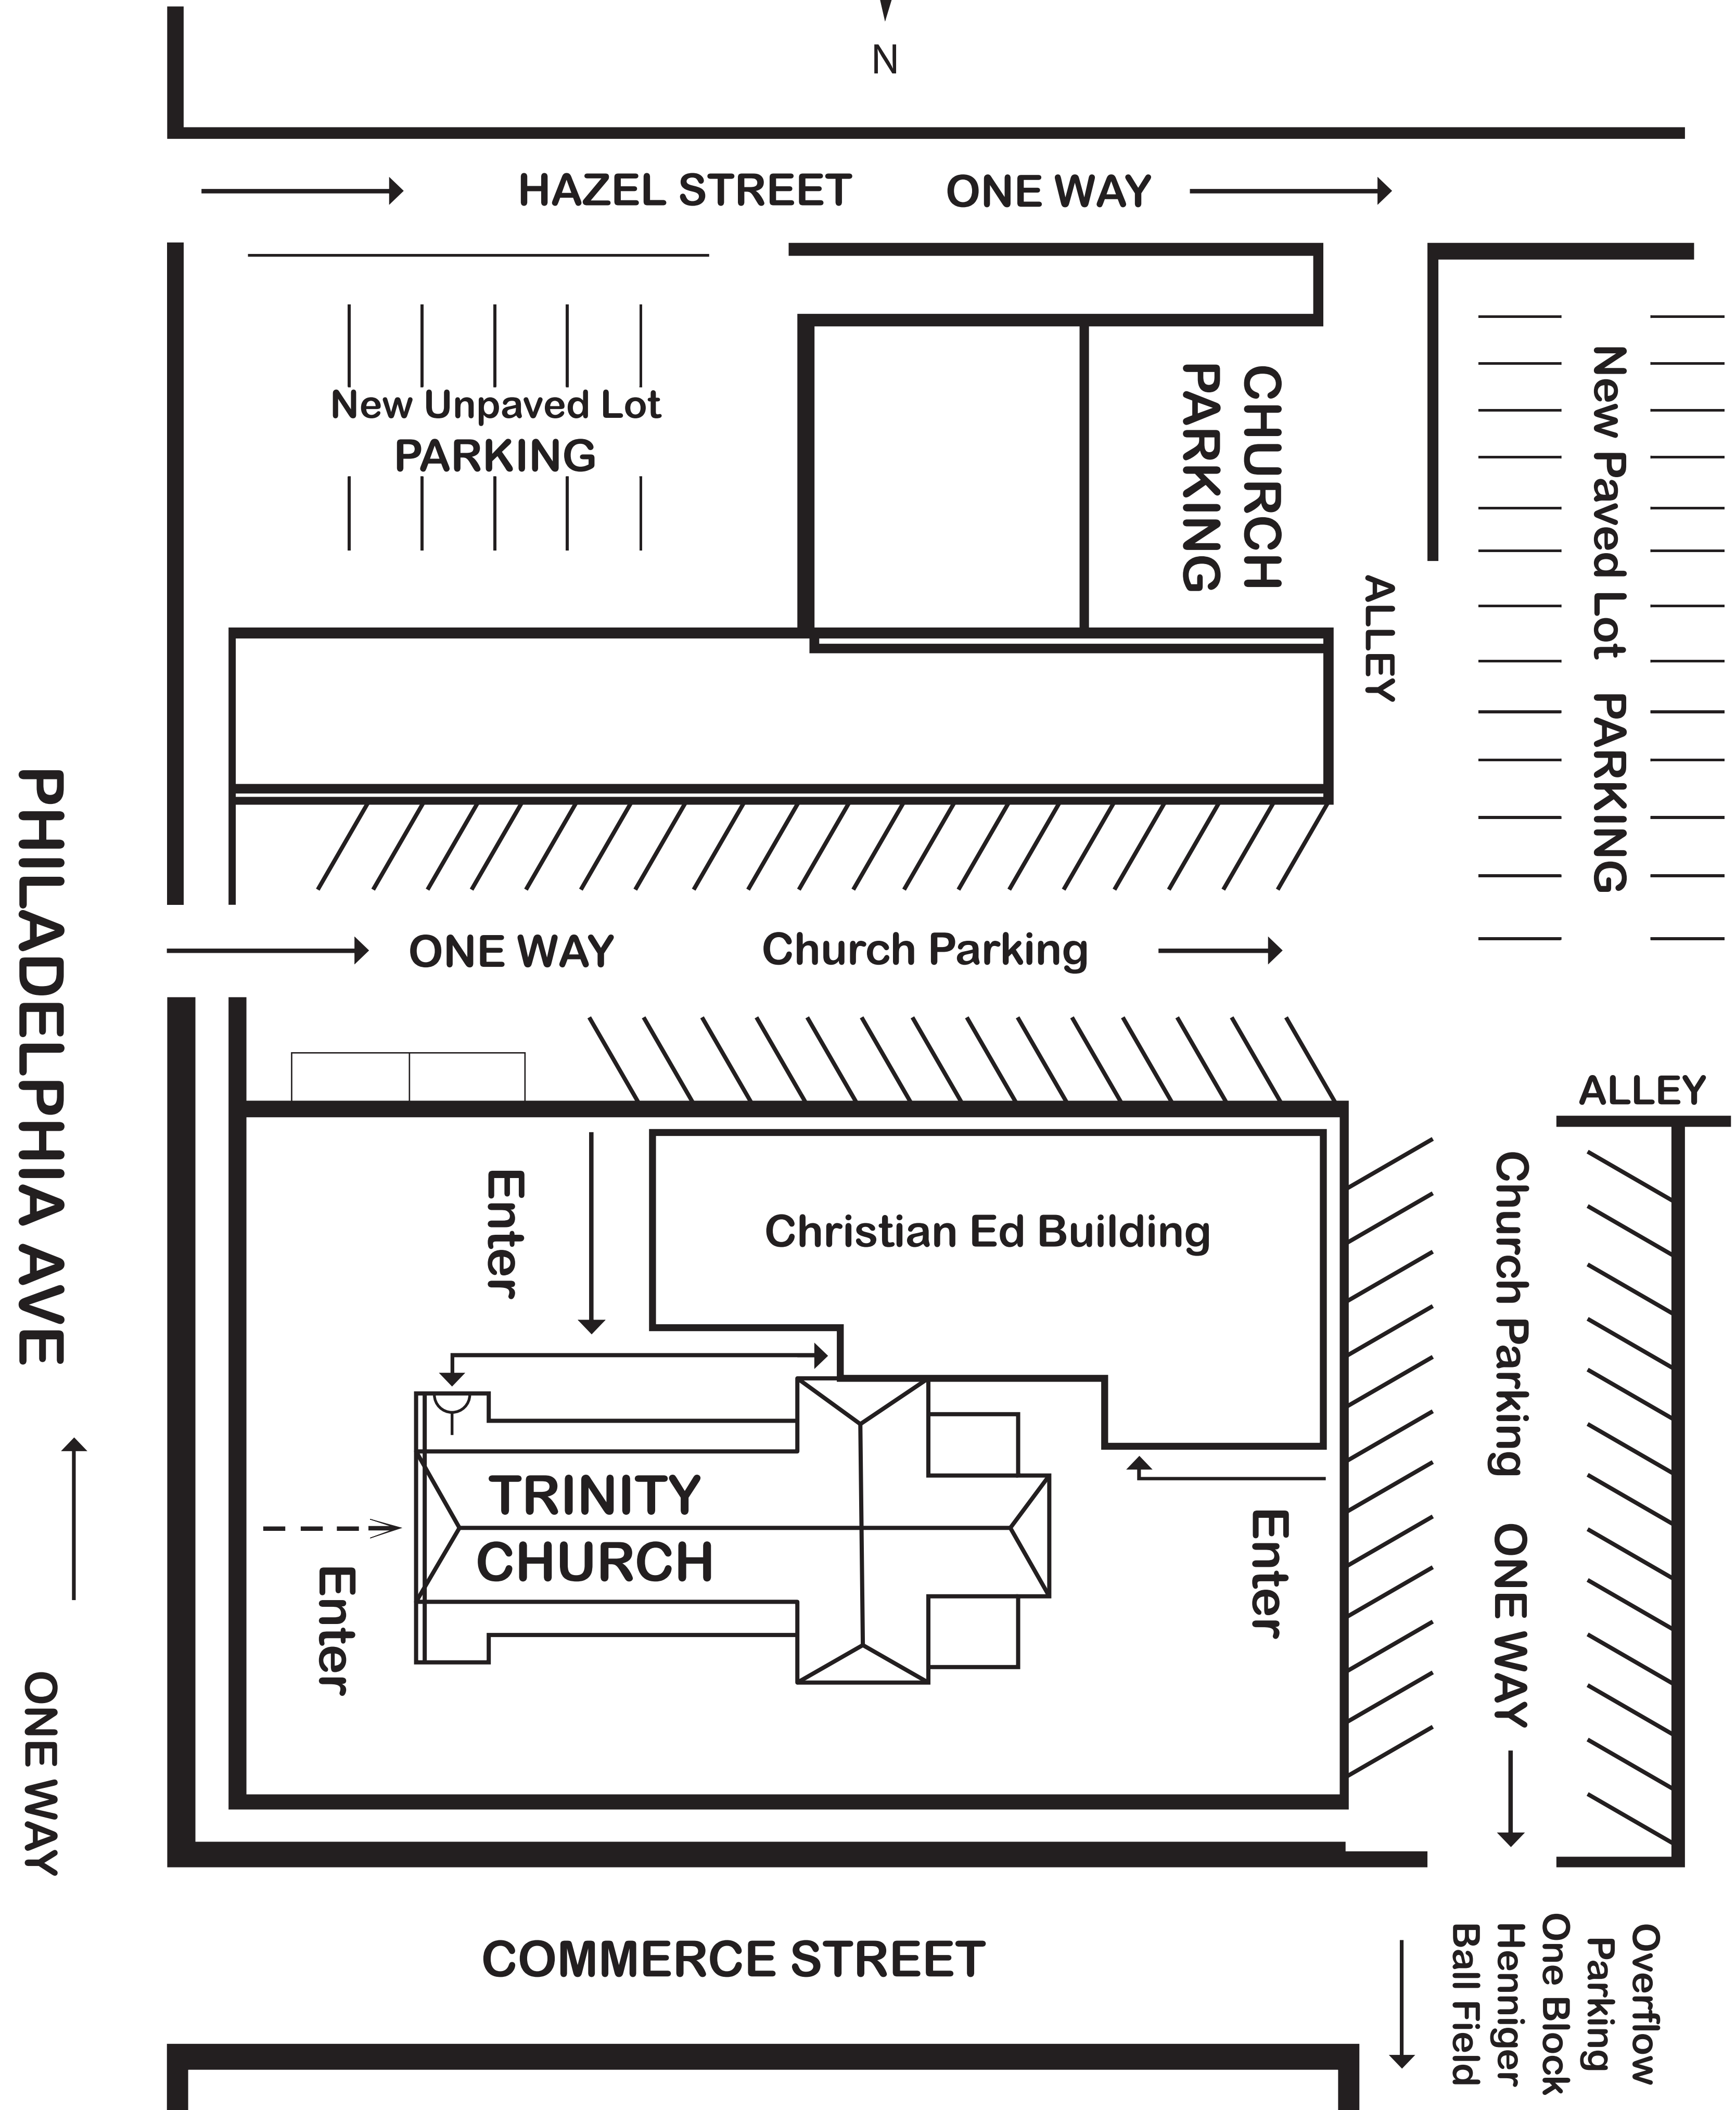 N
HAZEL STREET ONE WAY
New Unpaved Lot
PARKING
CHURCH
PARKING
ALLEY
New Paved Lot PARKING
PHILADELPHIA AVE
ONE WAY
ONE WAY Church Parking
ALLEY
Enter
Christian Ed Building
Church Parking ONE WAY
TRINITY
CHURCH
Enter
Enter
COMMERCE STREET
Overflow
Parking
One Block
Henniger
Ball Field